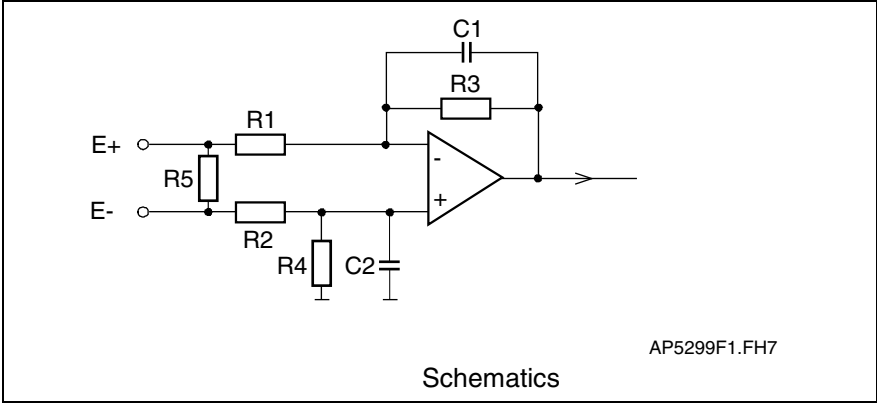 C1
R3
R1
E+
-
R5
E-
+
R2
R4
C2
AP5299F1.FH7
Schematics